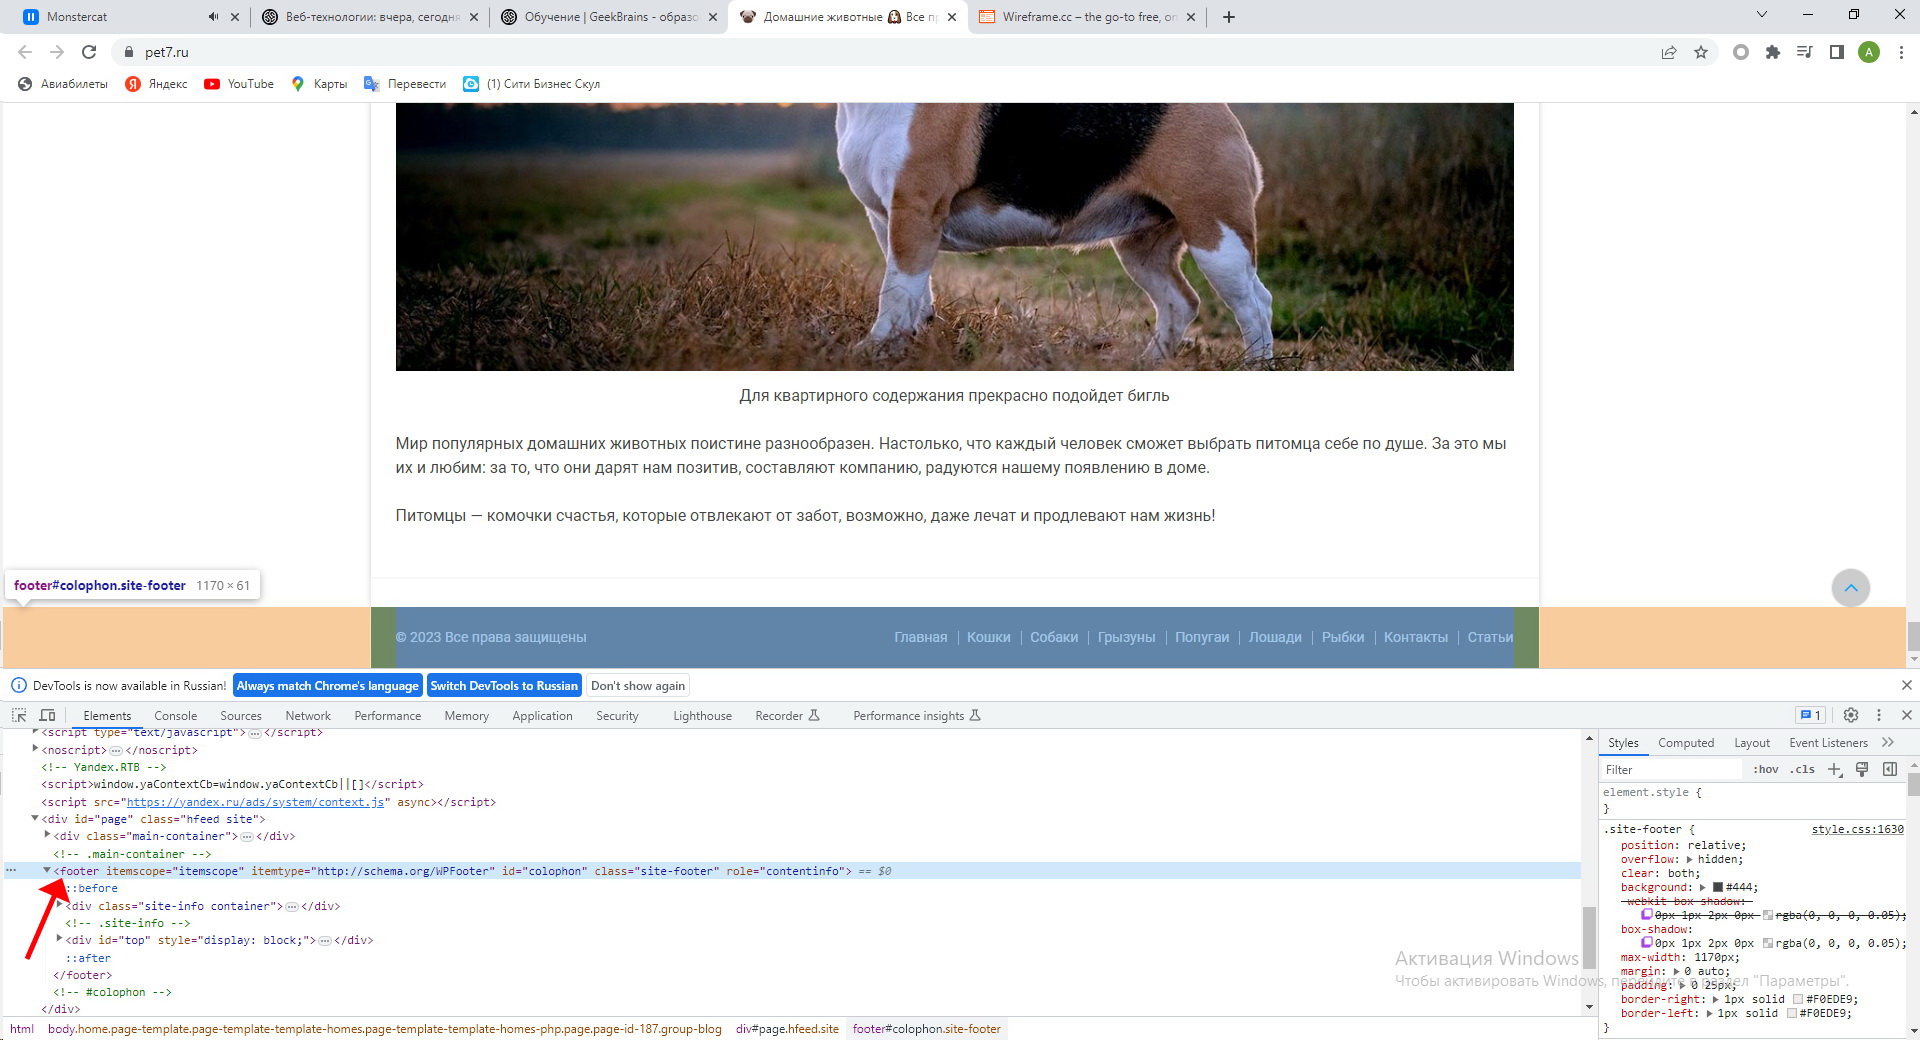 Monstercat
Веб-технологии: вчера, сегодня
Обучение | GeekBrains - образо
Домашние животные Все пр
Wireframe.cc – the go-to free, on
pet7.ru
A
Авиабилеты
Яндекс
YouTube
Карты
Перевести
(1) Сити Бизнес Скул
Для квартирного содержания прекрасно подойдет бигль
Мир популярных домашних животных поистине разнообразен. Настолько, что каждый человек сможет выбрать питомца себе по душе. За это мы
их и любим: за то, что они дарят нам позитив, составляют компанию, радуются нашему появлению в доме.
Питомцы — комочки счастья, которые отвлекают от забот, возможно, даже лечат и продлевают нам жизнь!
footer#colophon.site-footer 1170 × 61
© 2023 Все права защищены
Главная | Кошки | Собаки | Грызуны | Попугаи | Лошади | Рыбки | Контакты | Статьи
DevTools is now available in Russian! Always match Chrome's language Switch DevTools to Russian Don't show again
Elements Console Sources Network Performance Memory Application Security Lighthouse Recorder Performance insights 1
<script type="text/javascript">…</script>
<noscript>…</noscript>
<!-- Yandex.RTB -->
<script>window.yaContextCb=window.yaContextCb||[]</script>
<script src="https://yandex.ru/ads/system/context.js" async></script>
<div id="page" class="hfeed site">
<div class="main-container">…</div>
<!-- .main-container -->
<footer itemscope="itemscope" itemtype="http://schema.org/WPFooter" id="colophon" class="site-footer" role="contentinfo"> == $0
::before
<div class="site-info container">…</div>
<!-- .site-info -->
<div id="top" style="display: block;">…</div>
::after
</footer>
<!-- #colophon -->
</div>
html body.home.page-template.page-template-template-homes.page-template-template-homes-php.page.page-id-187.group-blog div#page.hfeed.site footer#colophon.site-footer
Styles Computed Layout Event Listeners
Filter :hov .cls
element.style {
}
.site-footer { style.css:1630
position: relative;
overflow: hidden;
clear: both;
background: #444;
-webkit-box-shadow:
0px 1px 2px 0px rgba(0, 0, 0, 0.05);
box-shadow:
0px 1px 2px 0px rgba(0, 0, 0, 0.05);
max-width: 1170px;
margin: 0 auto;
padding: 0 25px;
border-right: 1px solid #F0EDE9;
border-left: 1px solid #F0EDE9;
}
Активация Windows
Чтобы активировать Windows, перейдите в раздел "Параметры".